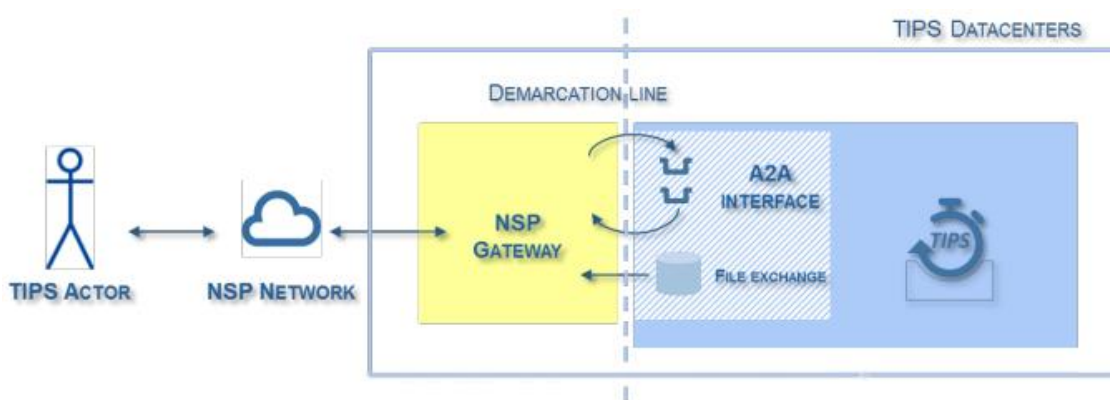 TIPS DATACENTERS
DEMARCATION LINE
A2A
INTERFACE
NSP
GATEWAY
TIPS
FILE EXCHANGE
TIPS ACTOR
NSP NETWORK